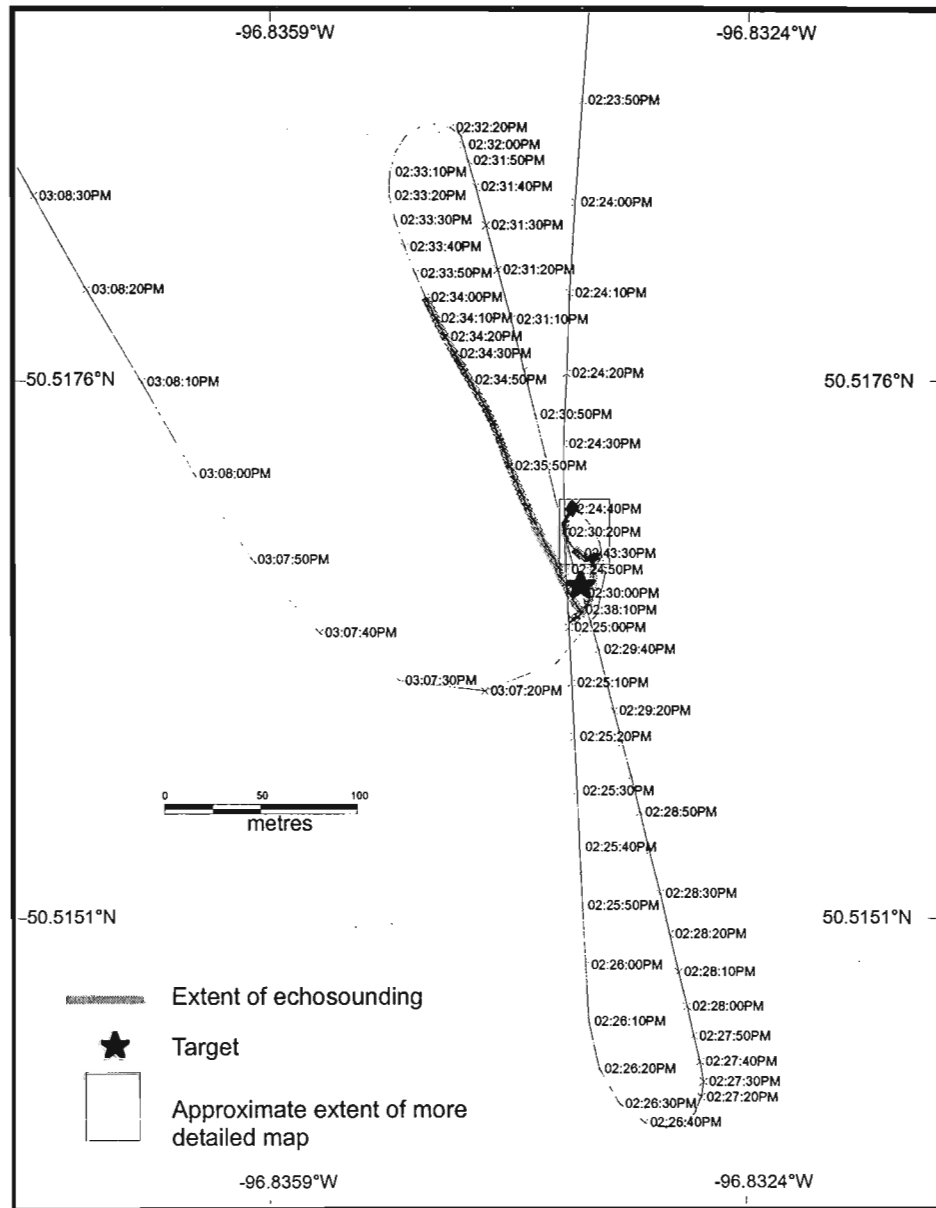 -96.8359°W
-96.8324°W
02:23:50PM
02:32:20PM
02:32:00PM
02:31:50PM
02:33:10PM
02:31:40PM
03:08:30PM
02:33:20PM
02:24:00PM
02:33:30PM
02:31:30PM
02:33:40PM
02:33:50PM
02:31:20PM
03:08:20PM
02:34:00PM
02:24:10PM
02:34:10PM
02:31:10PM
02:34:20PM
02:34:30PM
02:24:20PM
50.5176°N
03:08:10PM
02:34:50PM
50.5176°N
02:30:50PM
02:24:30PM
02:35:50PM
03:08:00PM
02:24:40PM
02:30:20PM
02:43:30PM
03:07:50PM
02:24:50PM
02:30:00PM
02:38:10PM
02:25:00PM
03:07:40PM
02:29:40PM
03:07:30PM
02:25:10PM
03:07:20PM
02:29:20PM
02:25:20PM
02:25:30PM
0 50 100
metres
02:28:50PM
02:25:40PM
02:28:30PM
02:25:50PM
50.5151°N
50.5151°N
02:28:20PM
02:26:00PM
02:28:10PM
Extent of echosounding
02:28:00PM
02:26:10PM
02:27:50PM
Target
02:27:40PM
02:26:20PM
02:27:30PM
02:27:20PM
02:26:30PM
Approximate extent of more
detailed map
02:26:40PM
-96.8359°W
-96.8324°W